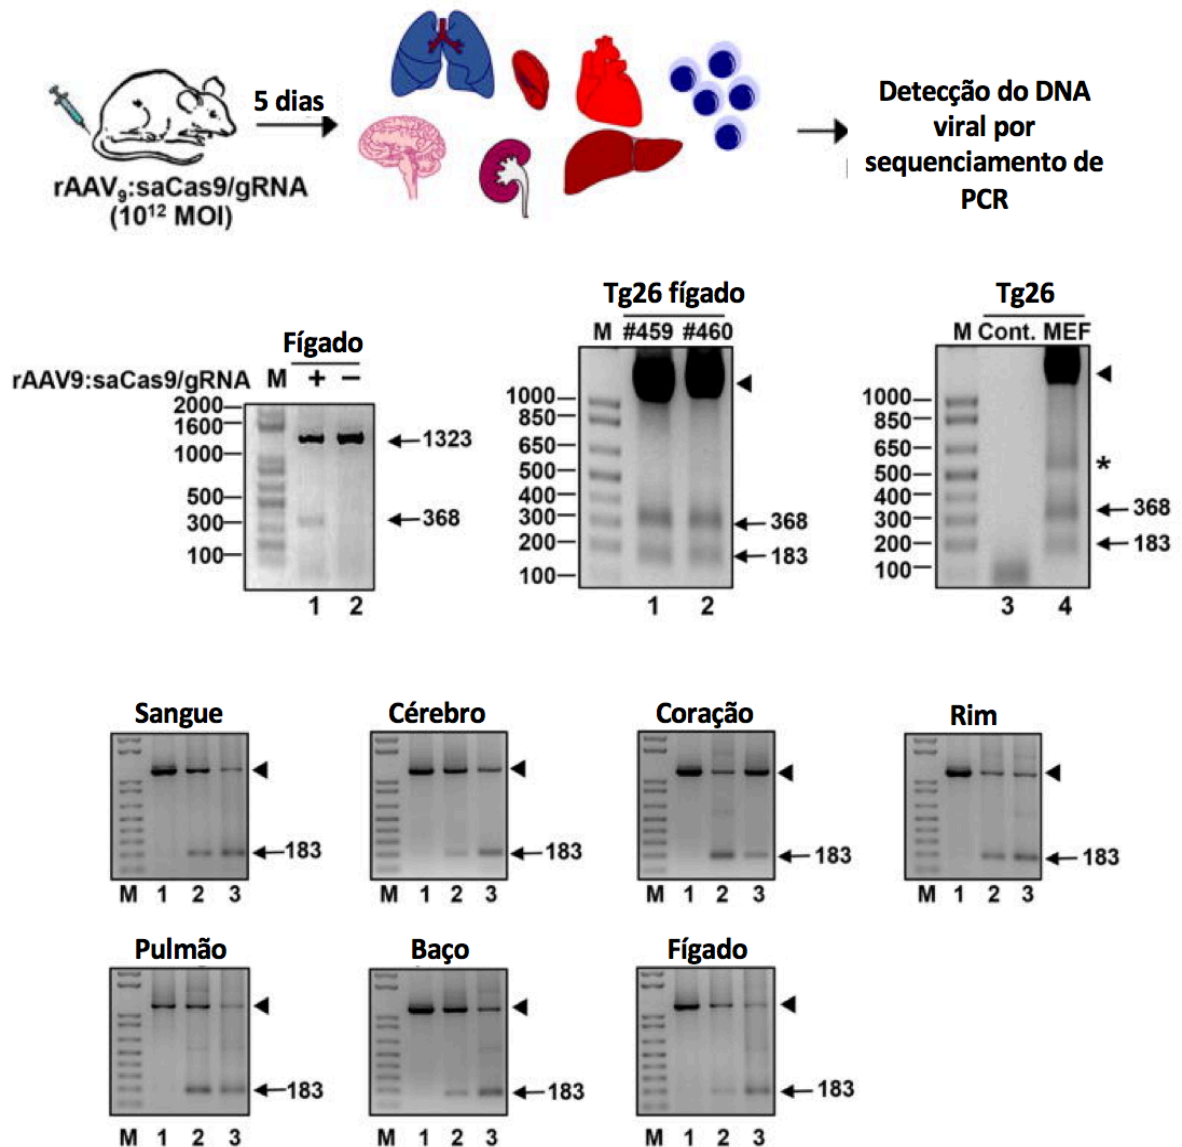 5 dias
rAAV9:saCas9/gRNA
(10¹² MOI)
Detecção do DNA
viral por
sequenciamento de
PCR
Fígado
rAAV9:saCas9/gRNA M + −
2000
1600
1000
500
300
100
1323
368
1 2
Tg26 fígado
M #459 #460
1000
850
650
500
400
300
200
100
368
183
1 2
Tg26
M Cont. MEF
1000
850
650
500
400
300
200
100
*
368
183
3 4
Sangue
183
M 1 2 3
Cérebro
183
M 1 2 3
Coração
183
M 1 2 3
Rim
183
M 1 2 3
Pulmão
183
M 1 2 3
Baço
183
M 1 2 3
Fígado
183
M 1 2 3